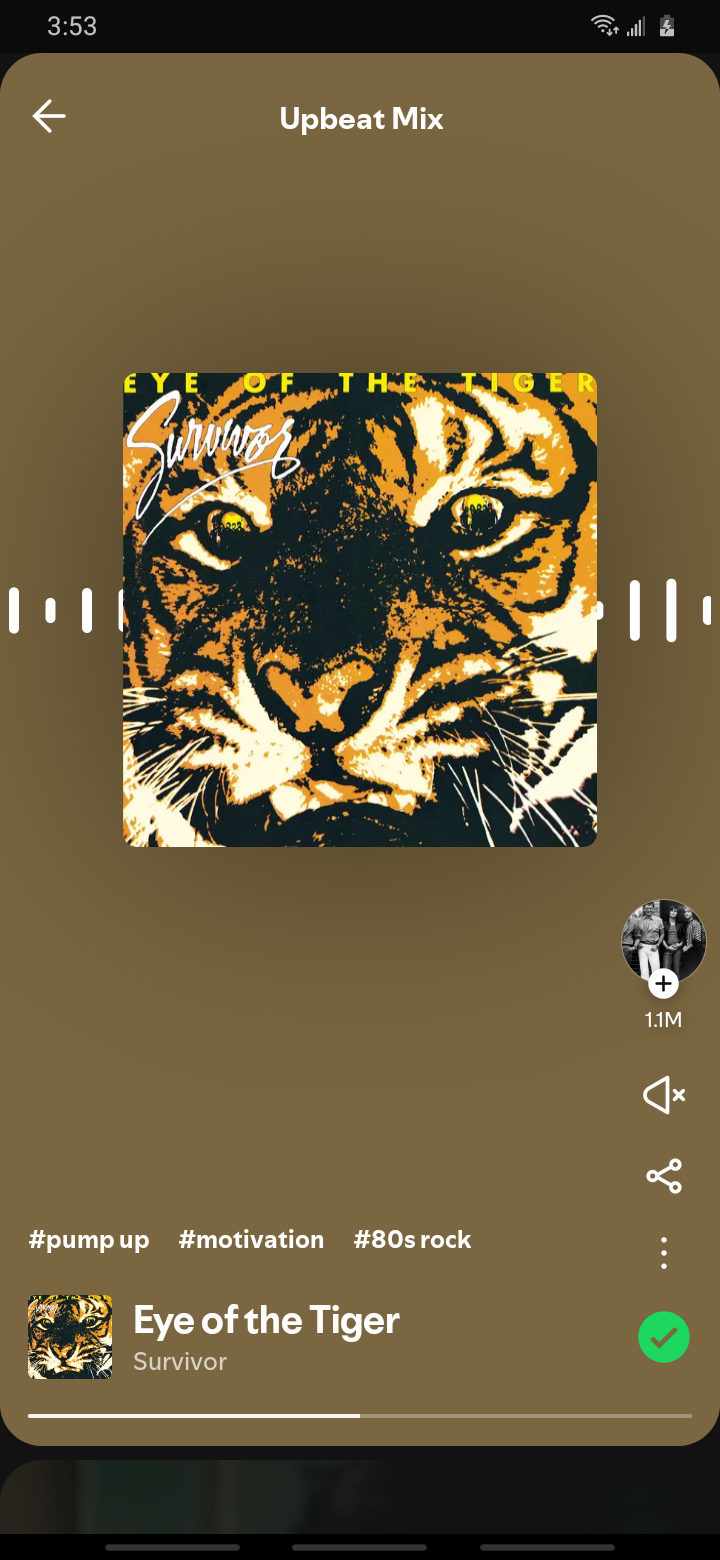 3:53
Upbeat Mix
EYE OF THE TIGER
Survivor
1.1M
#pump up #motivation #80s rock
Eye of the Tiger
Survivor